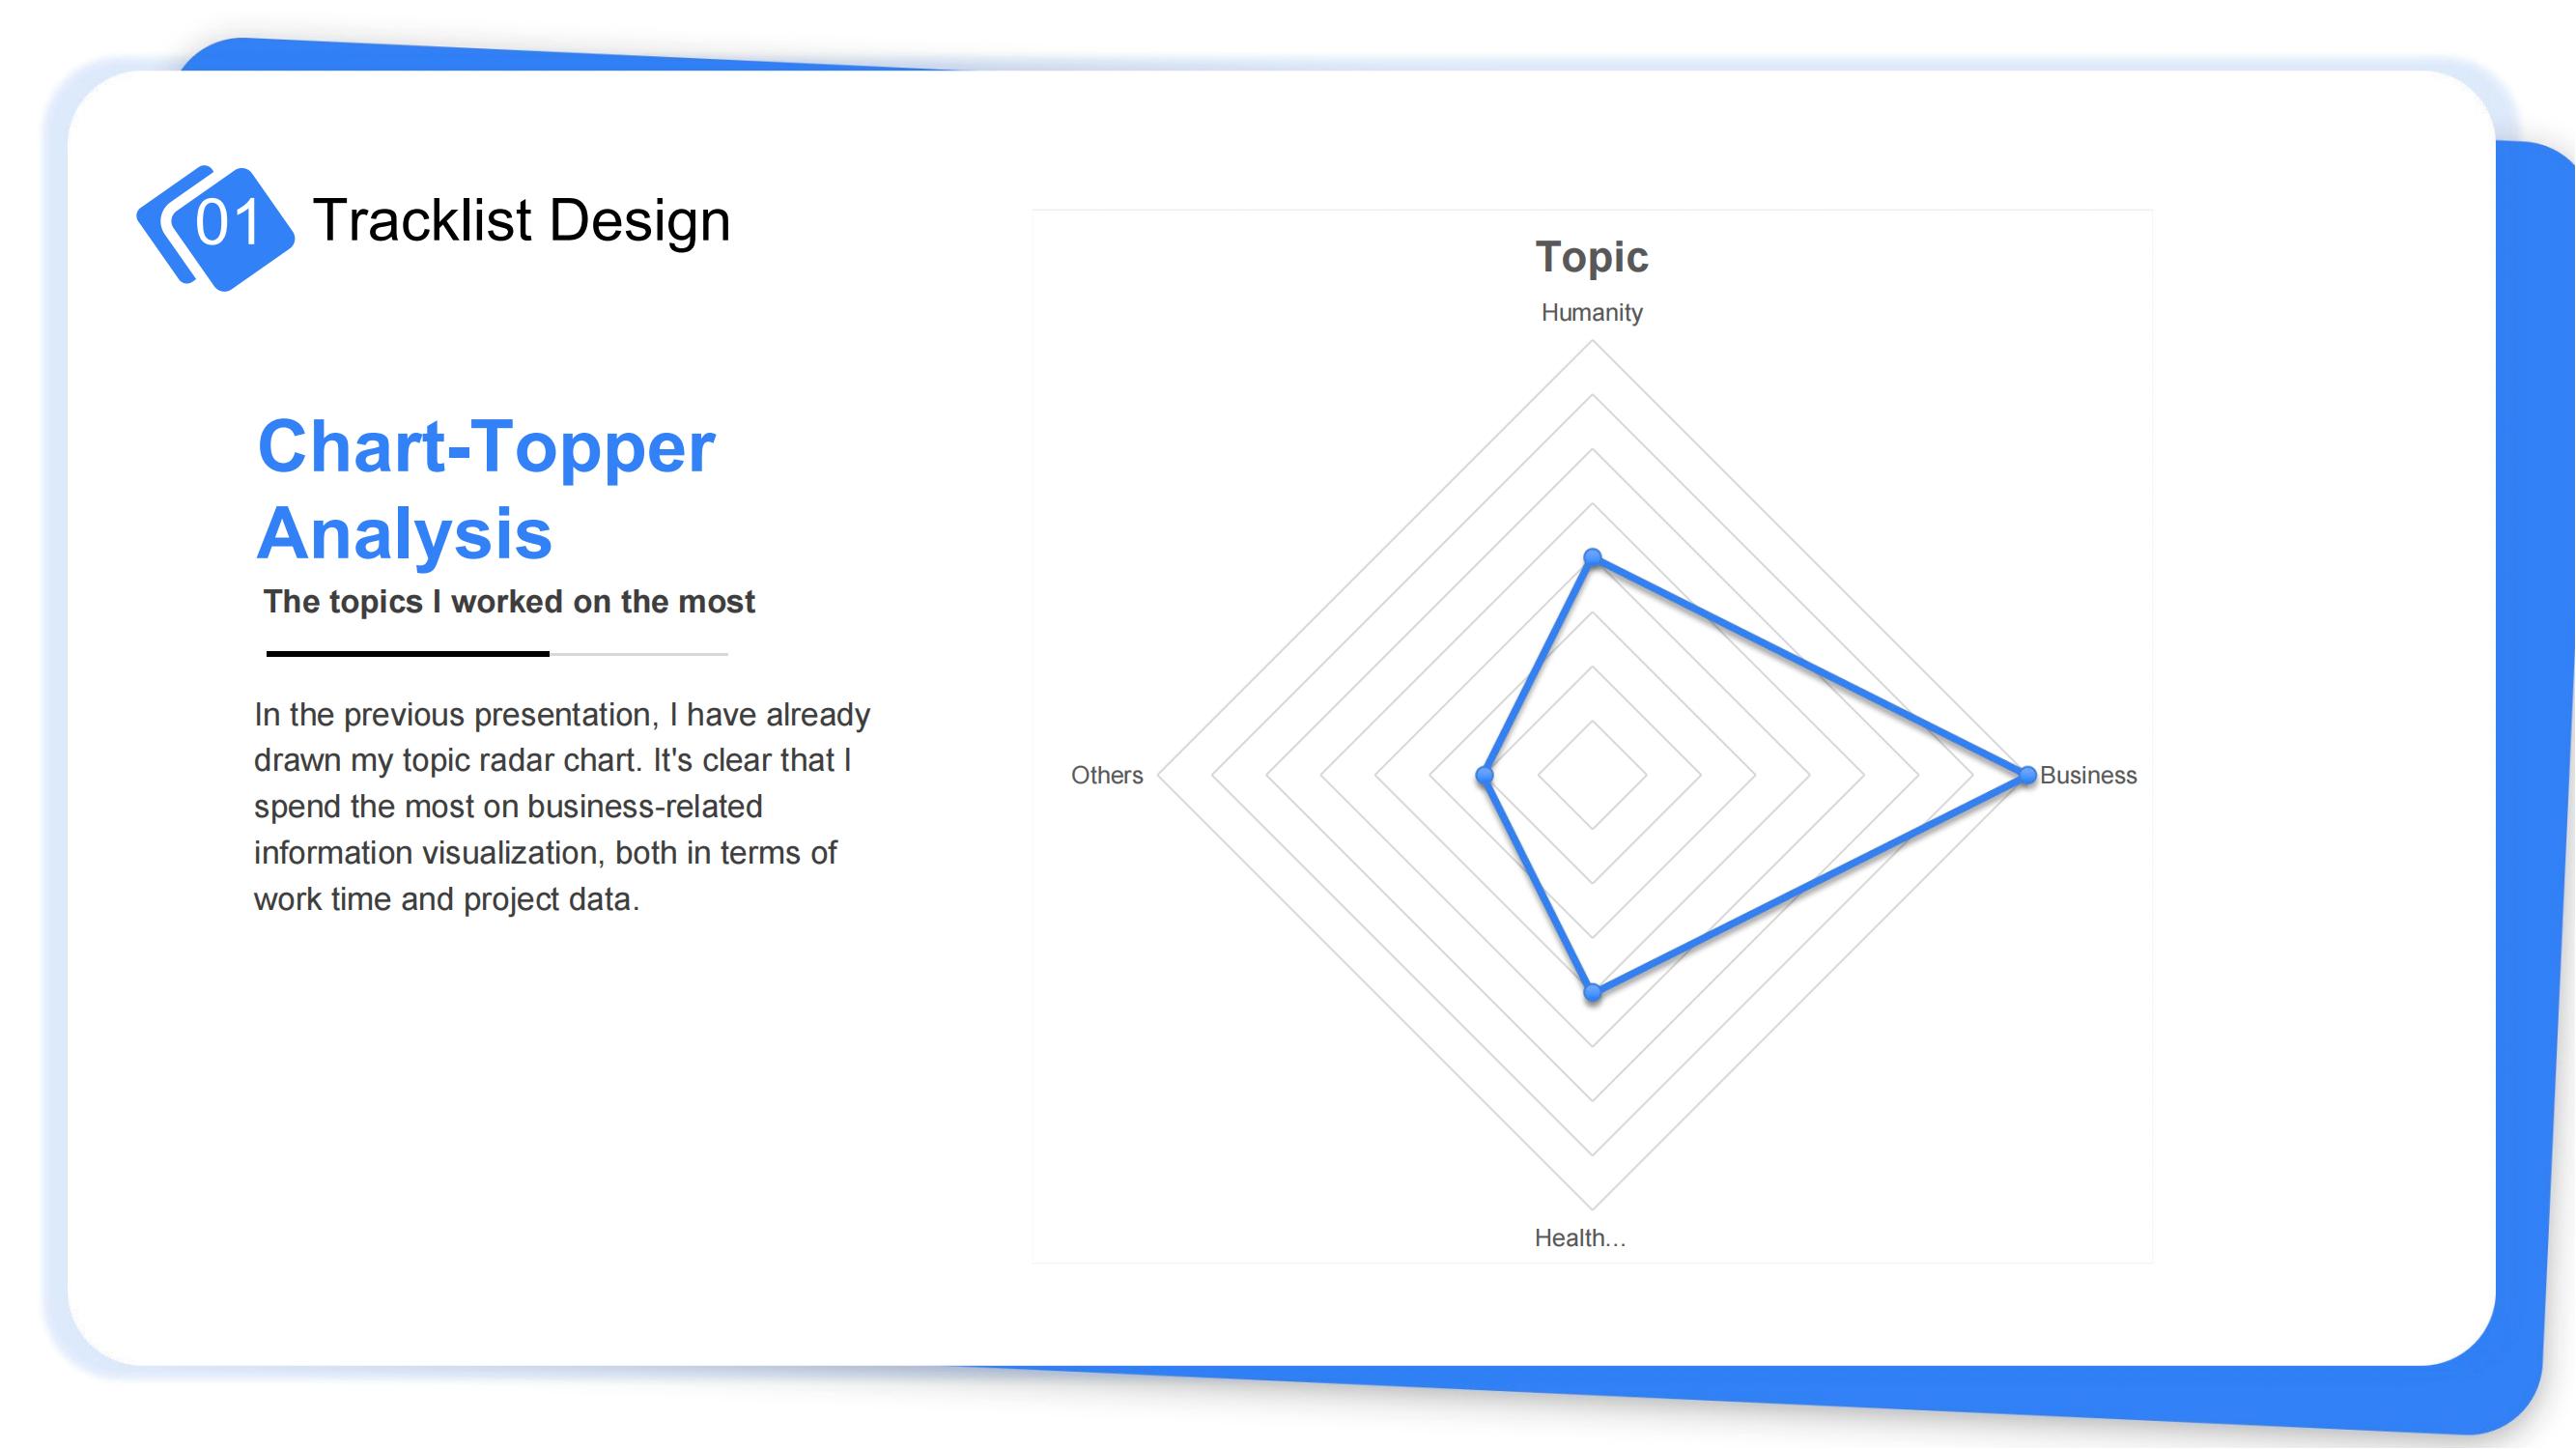 01 Tracklist Design
Chart-Topper
Analysis
The topics I worked on the most
In the previous presentation, I have already
drawn my topic radar chart. It's clear that I
spend the most on business-related
information visualization, both in terms of
work time and project data.
Topic
Humanity
Others
Business
Health...